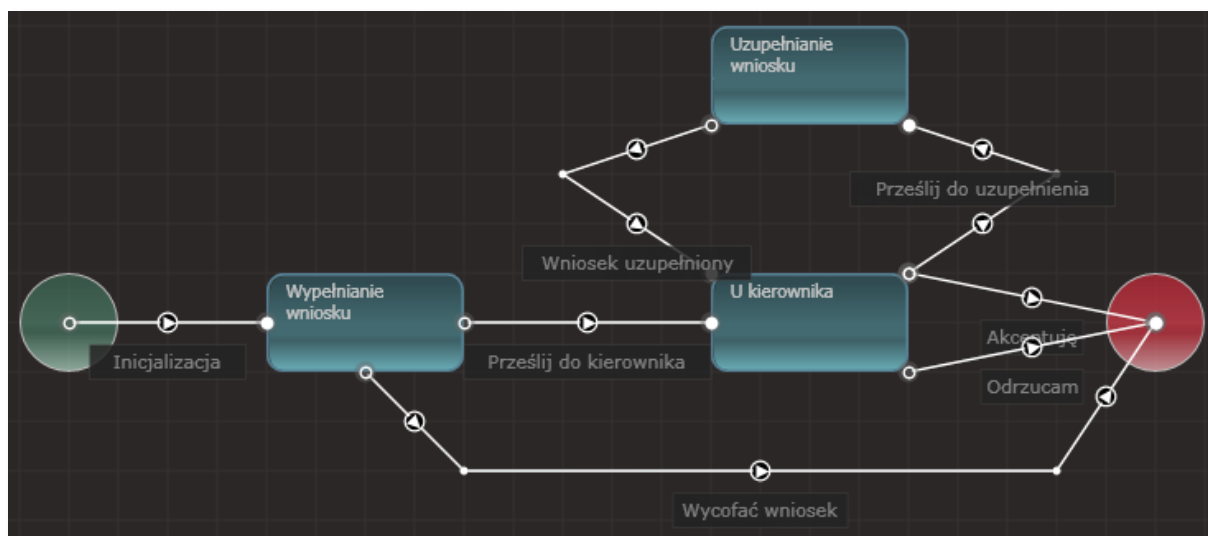 Uzupełnianie
wniosku
Prześlij do uzupełnienia
Wniosek uzupełniony
Wypełnianie
wniosku
U kierownika
Inicjalizacja
Prześlij do kierownika
Akceptuję
Odrzucam
Wycofać wniosek